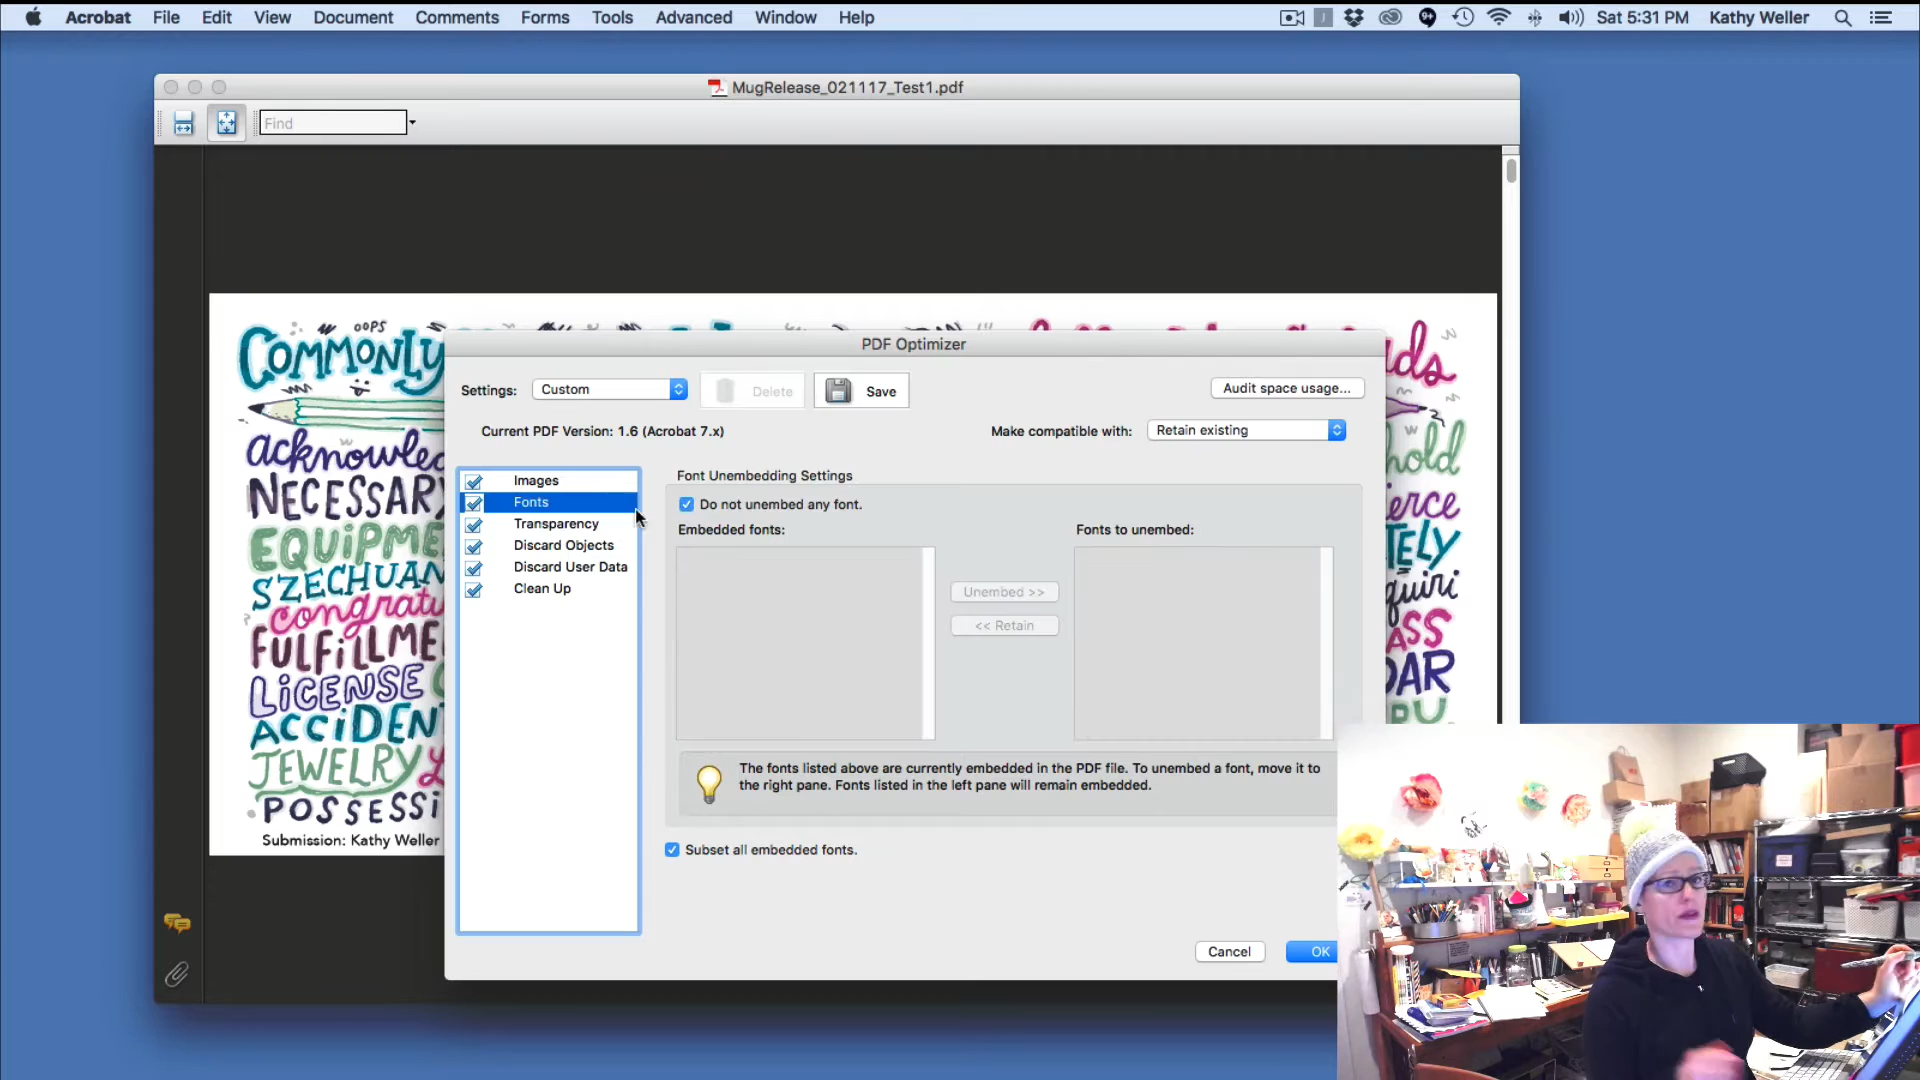 Acrobat File Edit View Document Comments Forms Tools Advanced Window Help
Sat 5:31 PM Kathy Weller
MugRelease_021117_Test1.pdf
Find
OOPS
COMMONLY
ds
PDF Optimizer
Settings: Custom Delete Save Audit space usage...
Current PDF Version: 1.6 (Acrobat 7.x) Make compatible with: Retain existing
Images
Fonts
Transparency
Discard Objects
Discard User Data
Clean Up
Font Unembedding Settings
Do not unembed any font.
Embedded fonts: Fonts to unembed:
Unembed >>
<< Retain
The fonts listed above are currently embedded in the PDF file. To unembed a font, move it to
the right pane. Fonts listed in the left pane will remain embedded.
Subset all embedded fonts.
Cancel OK
acknowle
NECESSARY
EQUiPME
SZECHUAN
congratu
FULFiLLME
LiCENSE
ACCiDEN
JEWELRY
POSSESSi
Submission: Kathy Weller
hold
ierce
TELY
quiri
ASS
DAR